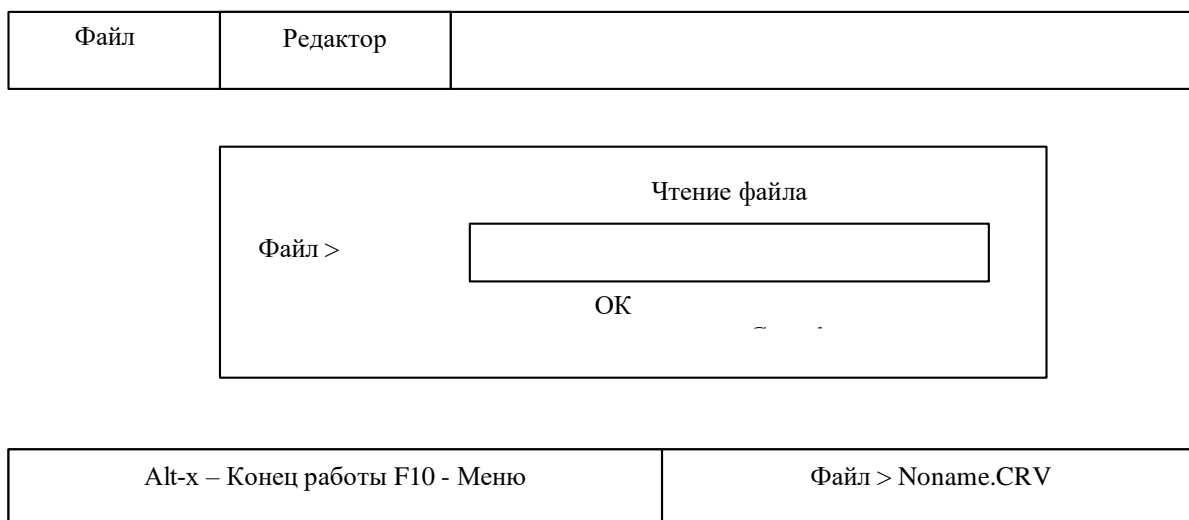 Файл
Редактор
Чтение файла
Файл >
ОК
Alt-x – Конец работы F10 - Меню
Файл > Noname.CRV